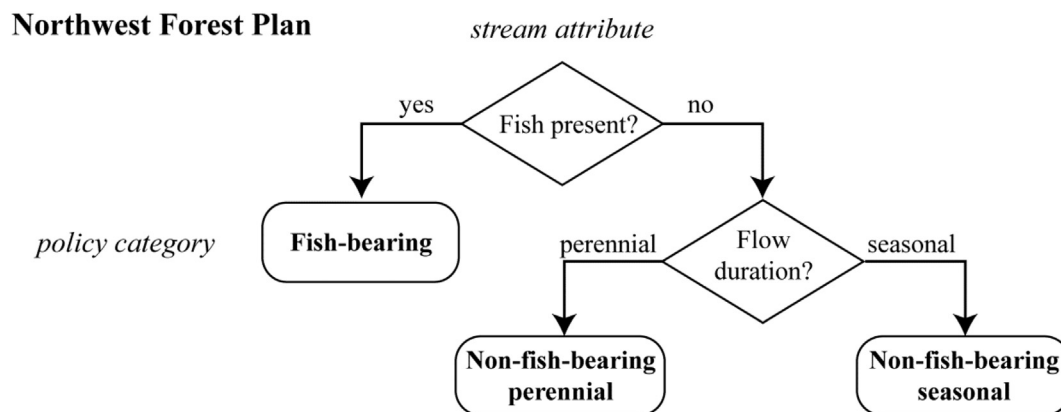 Northwest Forest Plan
stream attribute
yes
no
Fish present?
policy category
Fish-bearing
perennial
Flow
duration?
seasonal
Non-fish-bearing
perennial
Non-fish-bearing
seasonal